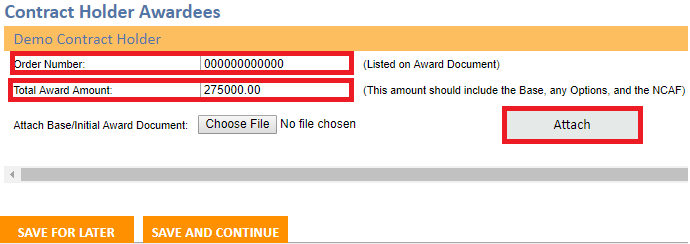 Contract Holder Awardees
Demo Contract Holder
Order Number: 000000000000 (Listed on Award Document)
Total Award Amount: 275000.00 (This amount should include the Base, any Options, and the NCAF)
Attach Base/Initial Award Document: Choose File No file chosen Attach
SAVE FOR LATER SAVE AND CONTINUE